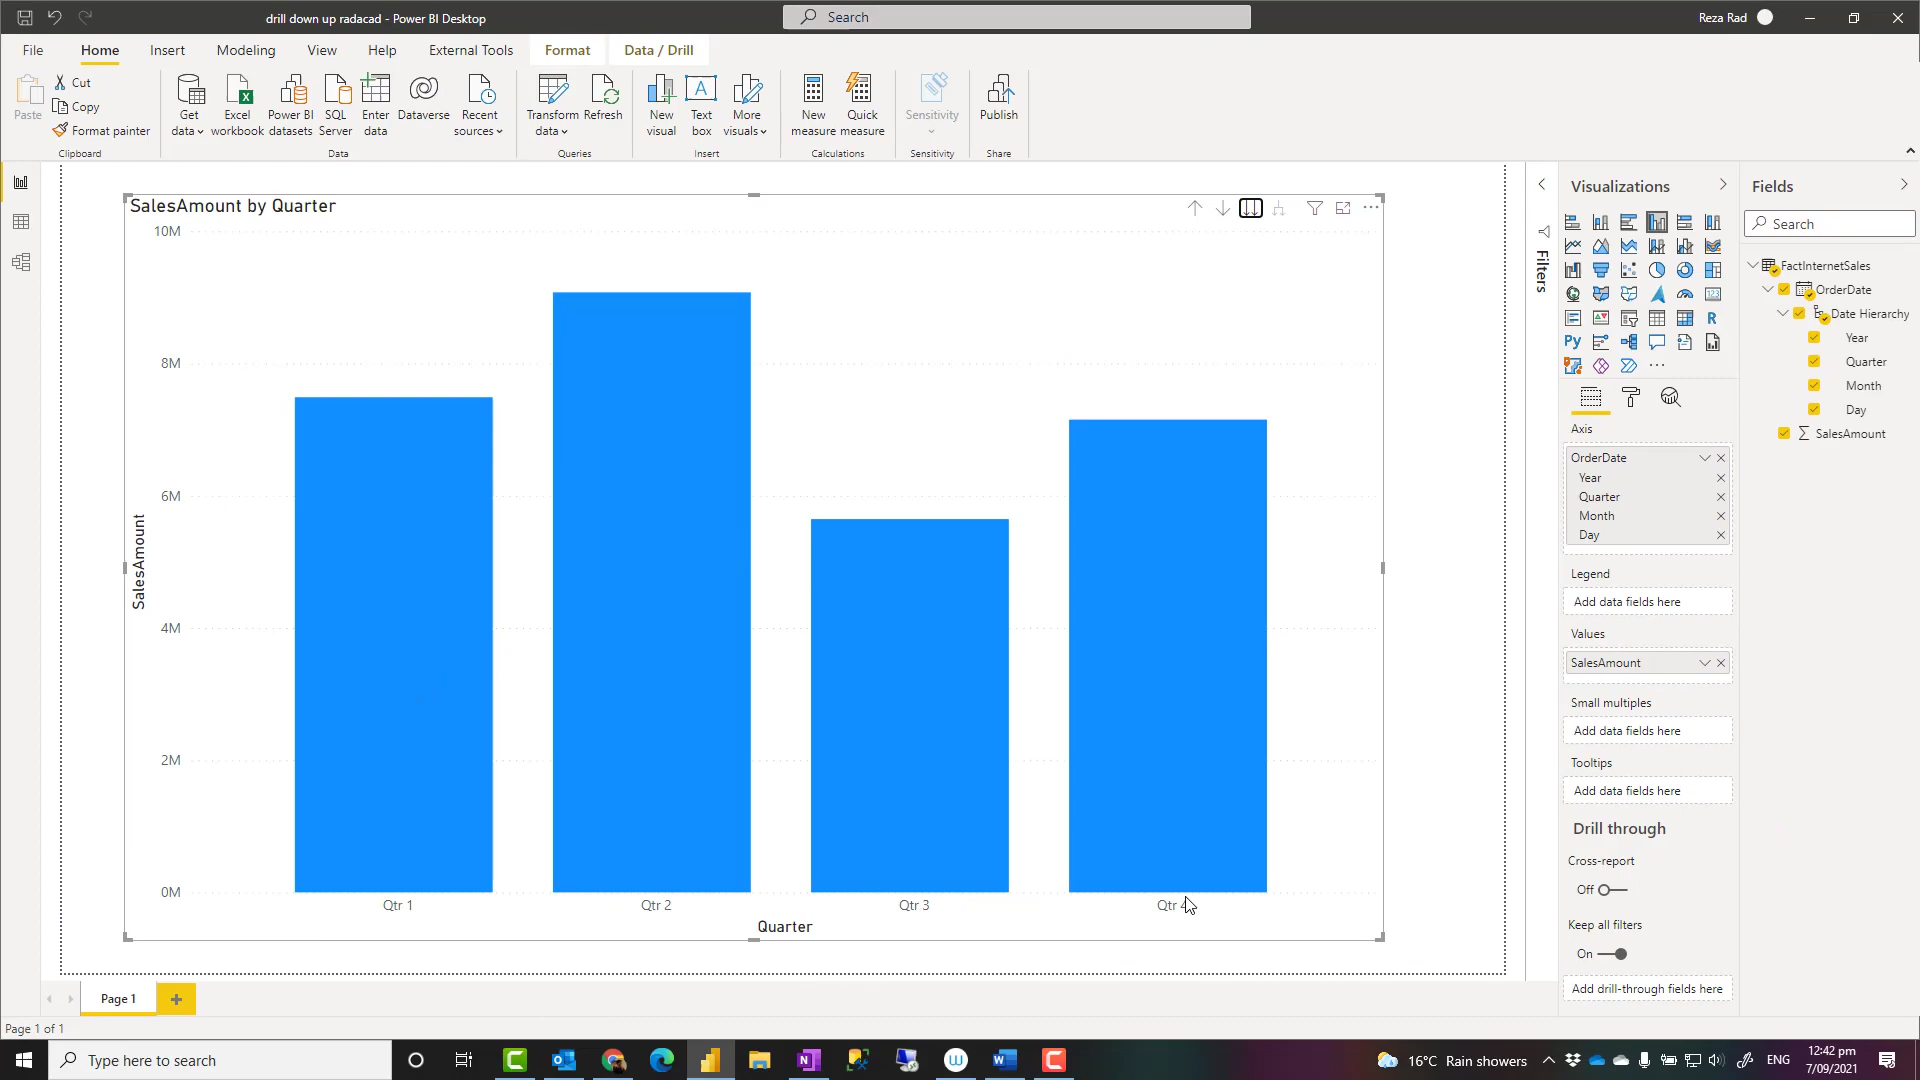 drill down up radacad - Power BI Desktop
Search
Reza Rad
File
Home
Insert
Modeling
View
Help
External Tools
Format
Data / Drill
Paste
Cut
Copy
Format painter
Clipboard
Get data
Excel workbook
Power BI datasets
SQL Server
Enter data
Dataverse
Recent sources
Data
Transform data
Refresh
Queries
New visual
Text box
More visuals
Insert
New measure
Quick measure
Calculations
Sensitivity
Sensitivity
Publish
Share
SalesAmount by Quarter
10M
8M
6M
4M
2M
0M
SalesAmount
Qtr 1
Qtr 2
Qtr 3
Qtr 4
Quarter
Filters
Visualizations
R
Py
Axis
OrderDate
Year
Quarter
Month
Day
Legend
Add data fields here
Values
SalesAmount
Small multiples
Add data fields here
Tooltips
Add data fields here
Drill through
Cross-report
Off
Keep all filters
On
Add drill-through fields here
Fields
Search
FactInternetSales
OrderDate
Date Hierarchy
Year
Quarter
Month
Day
SalesAmount
Page 1
Page 1 of 1
Type here to search
16°C Rain showers
ENG
12:42 pm
7/09/2021